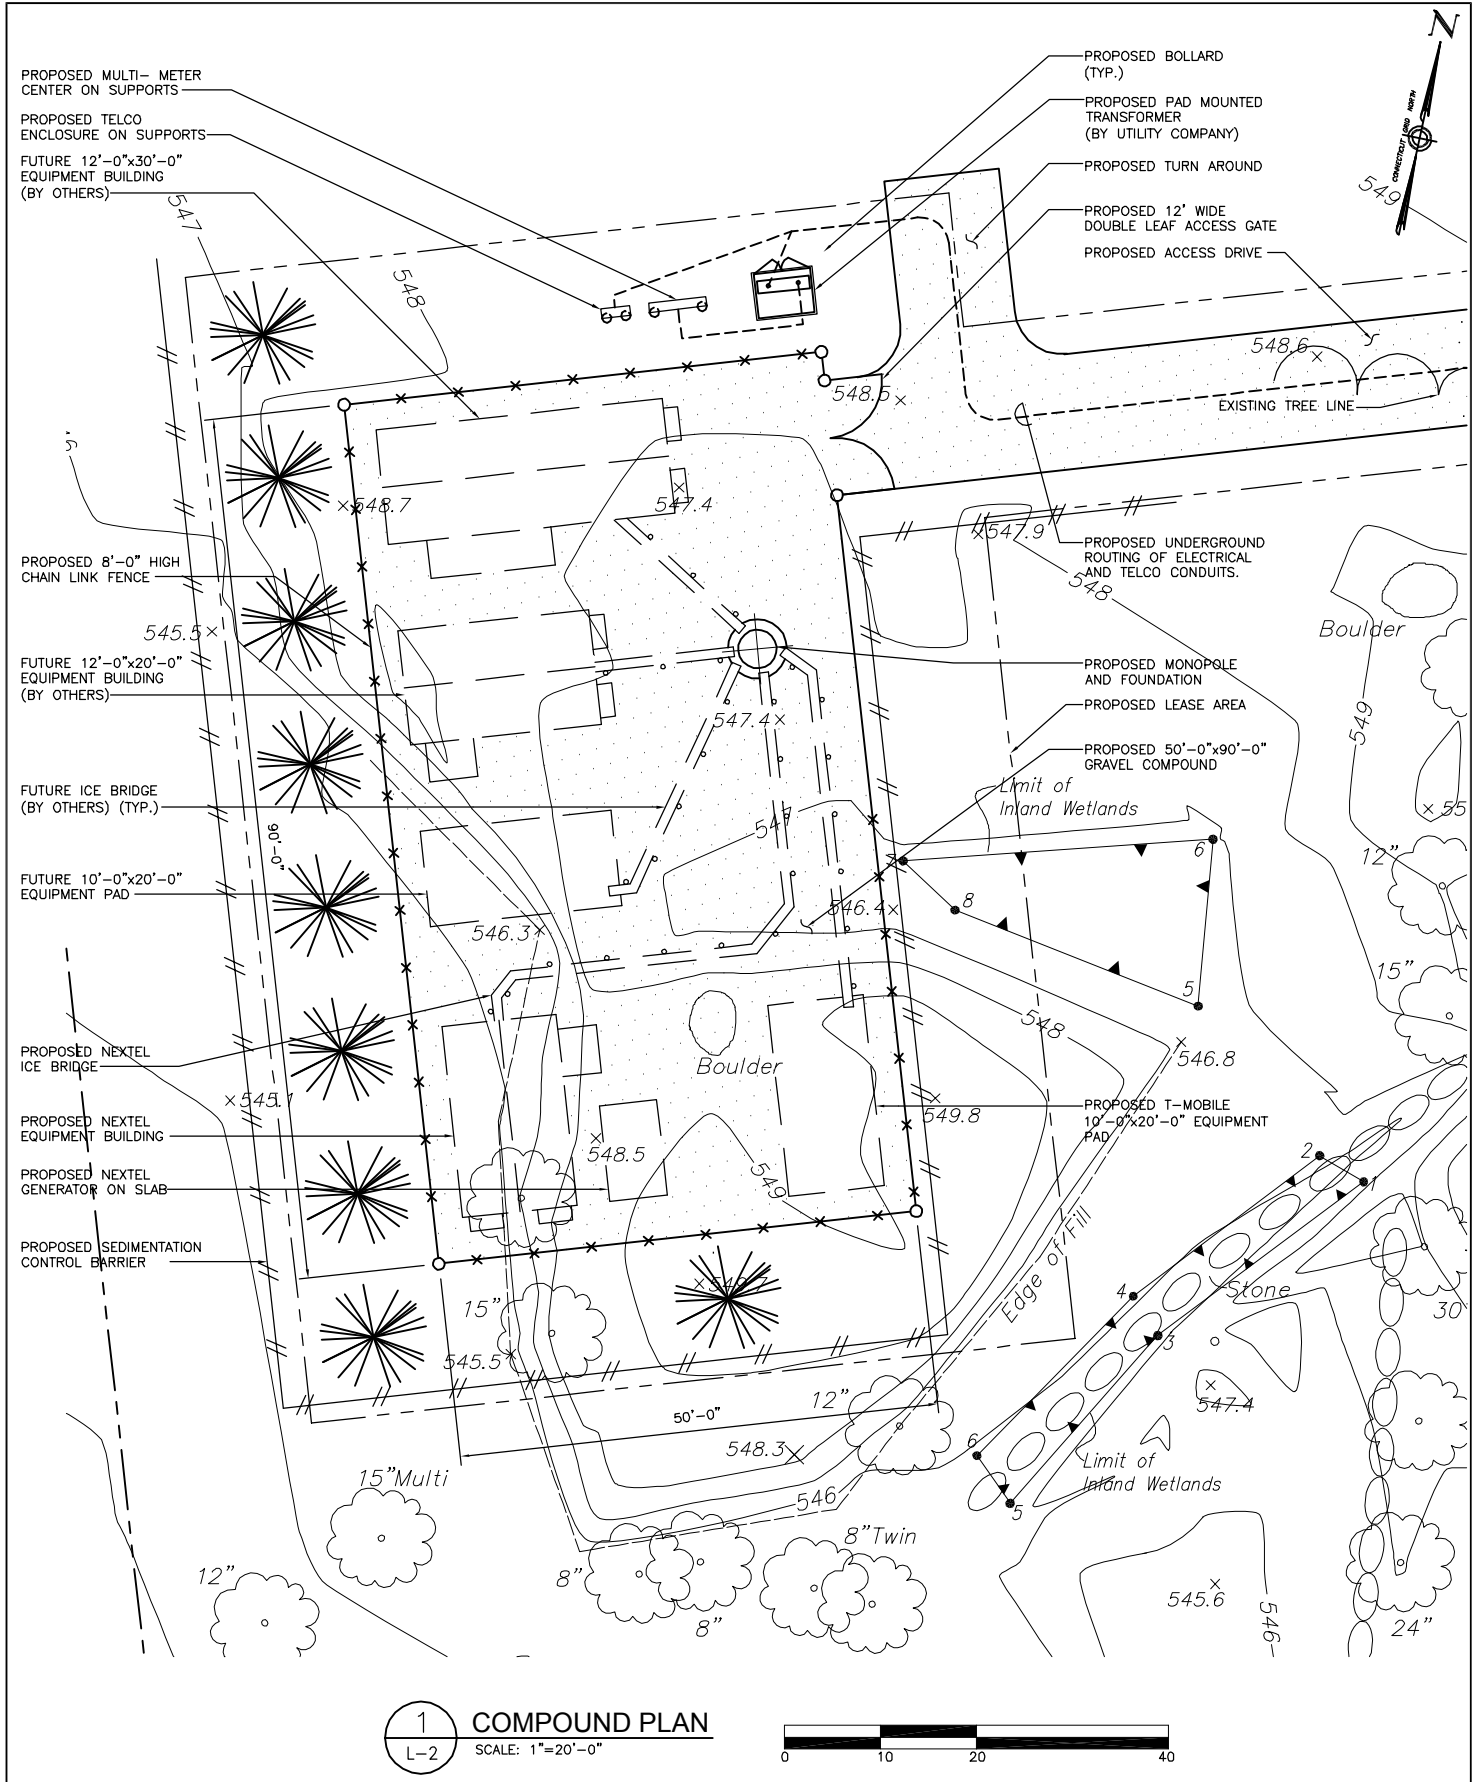 PROPOSED MULTI- METER
CENTER ON SUPPORTS
PROPOSED TELCO
ENCLOSURE ON SUPPORTS
FUTURE 12'-0"x30'-0"
EQUIPMENT BUILDING
(BY OTHERS)
PROPOSED 8'-0" HIGH
CHAIN LINK FENCE
FUTURE 12'-0"x20'-0"
EQUIPMENT BUILDING
(BY OTHERS)
FUTURE ICE BRIDGE
(BY OTHERS) (TYP.)
FUTURE 10'-0"x20'-0"
EQUIPMENT PAD
PROPOSED NEXTEL
ICE BRIDGE
PROPOSED NEXTEL
EQUIPMENT BUILDING
PROPOSED NEXTEL
GENERATOR ON SLAB
PROPOSED SEDIMENTATION
CONTROL BARRIER
PROPOSED BOLLARD
(TYP.)
PROPOSED PAD MOUNTED
TRANSFORMER
(BY UTILITY COMPANY)
PROPOSED TURN AROUND
PROPOSED 12' WIDE
DOUBLE LEAF ACCESS GATE
PROPOSED ACCESS DRIVE
EXISTING TREE LINE
PROPOSED UNDERGROUND
ROUTING OF ELECTRICAL
AND TELCO CONDUITS.
PROPOSED MONOPOLE
AND FOUNDATION
PROPOSED LEASE AREA
PROPOSED 50'-0"x90'-0"
GRAVEL COMPOUND
PROPOSED T-MOBILE
10'-0"x20'-0" EQUIPMENT
PAD
N
CONNECTICUT GRID NORTH
549
547
548
548.6
548.5
548.7
547.4
547.9
548
545.5
Boulder
549
547.4
Limit of
Inland Wetlands
547
55
12"
6
7
8
546.4
90'-0"
546.3
15"
5
548
546.8
Boulder
545.1
549.8
548.5
2
1
549
Edge of Fill
549.7
4
Stone
15"
30
3
545.5
547.4
12"
50'-0"
548.3
6
Limit of
Inland Wetlands
15"Multi
546
5
8"Twin
12"
8"
8"
545.6
546
24"
1
L-2
COMPOUND PLAN
SCALE: 1"=20'-0"
0 10 20 40